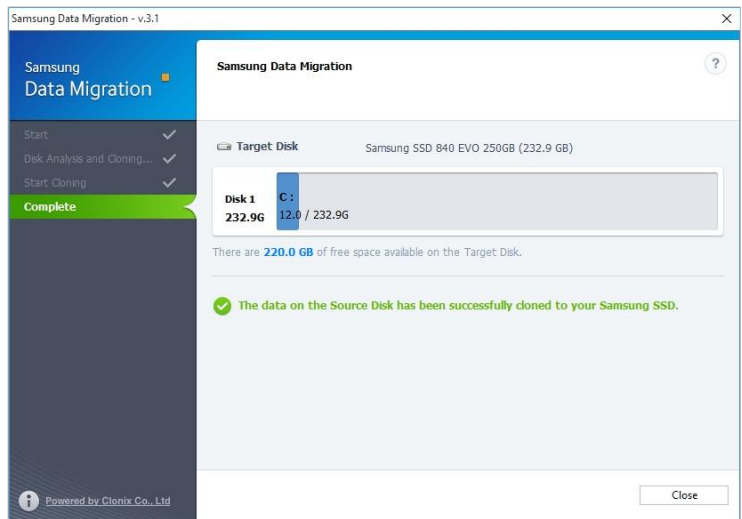 Samsung Data Migration - v.3.1
Samsung
Data Migration
Start
Disk Analysis and Cloning...
Start Cloning
Complete
Powered by Clonix Co., Ltd
Samsung Data Migration
?
Target Disk Samsung SSD 840 EVO 250GB (232.9 GB)
Disk 1
232.9G
C :
12.0 / 232.9G
There are 220.0 GB of free space available on the Target Disk.
The data on the Source Disk has been successfully cloned to your Samsung SSD.
Close